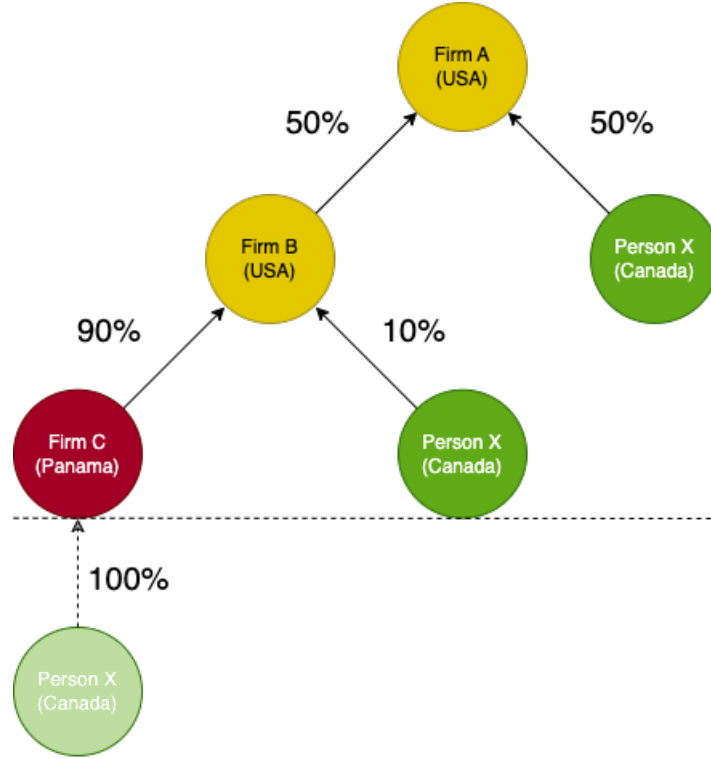 Firm A
(USA)
50%
50%
Firm B
(USA)
Person X
(Canada)
90%
10%
Firm C
(Panama)
Person X
(Canada)
100%
Person X
(Canada)